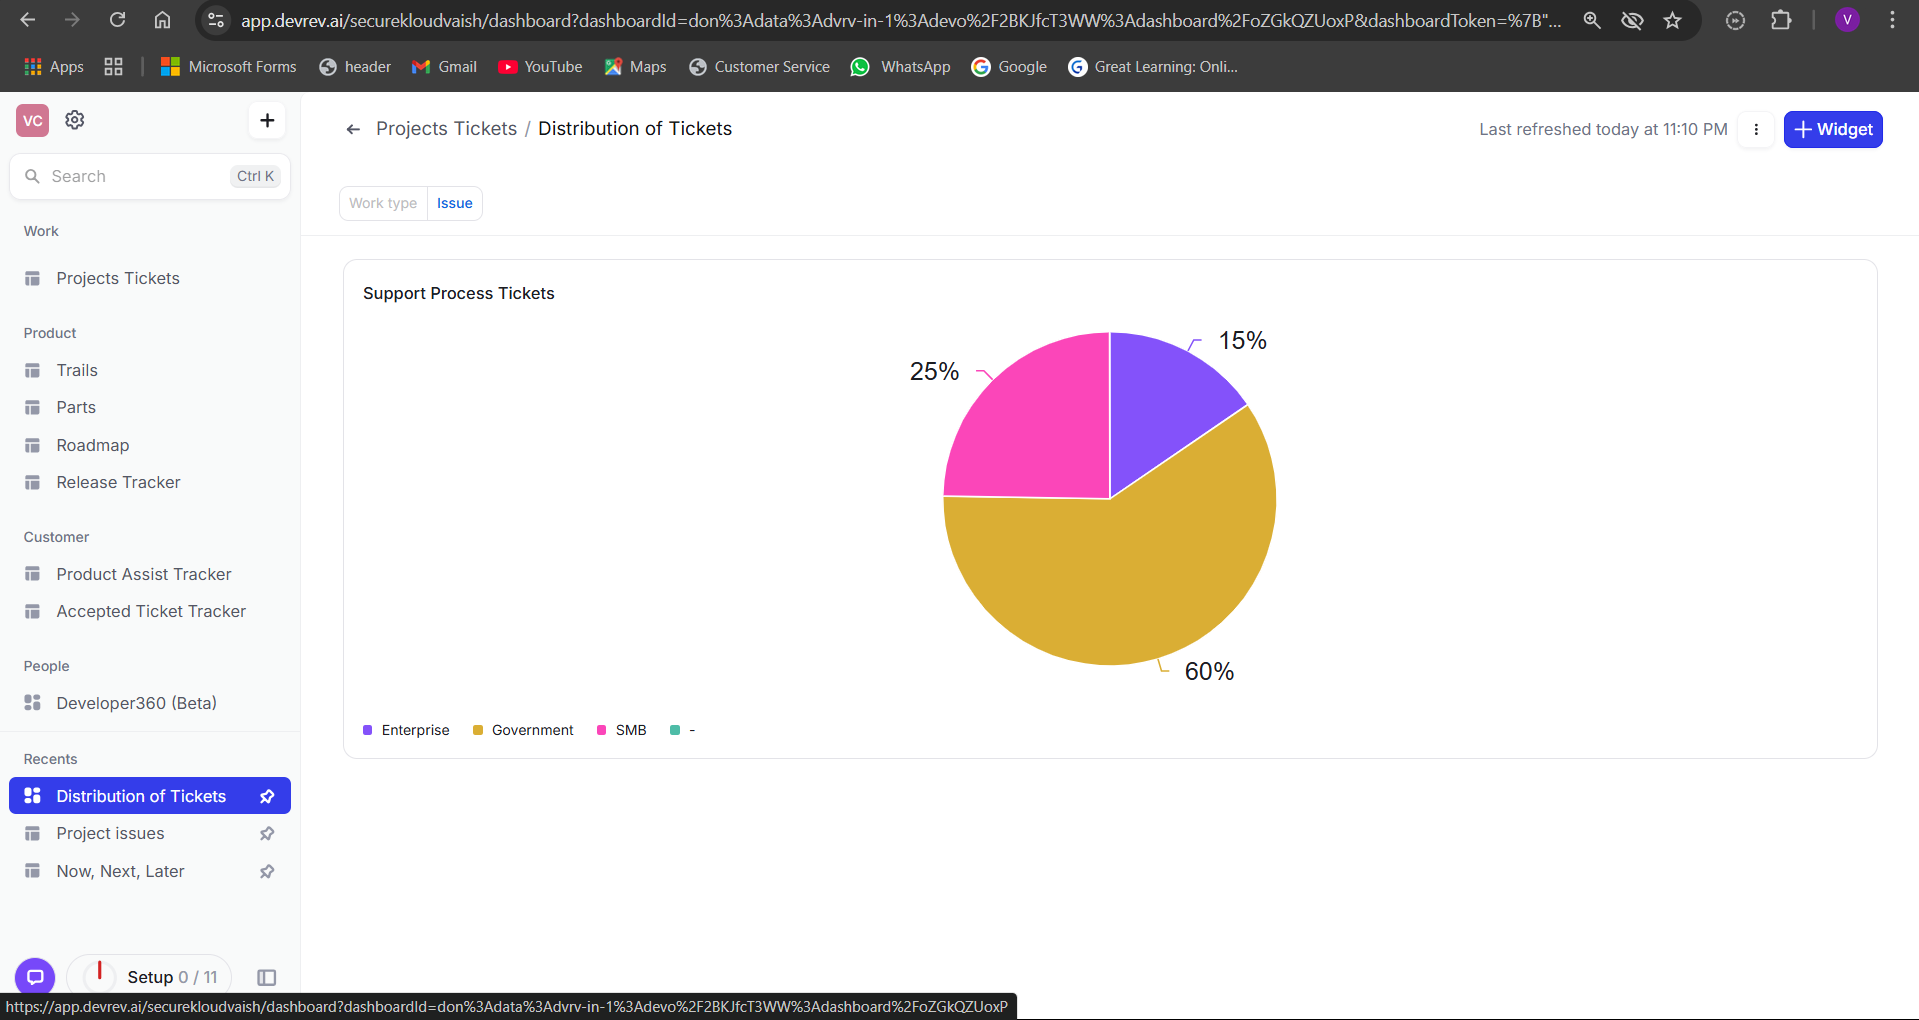 app.devrev.ai/securekloudvaish/dashboard?dashboardId=don%3Adata%3Advrv-in-1%3Adevo%2F2BKJfcT3WW%3Adashboard%2FoZGkQZUoxP&dashboardToken=%7B"...
V
Apps
Microsoft Forms
header
Gmail
YouTube
Maps
Customer Service
WhatsApp
Google
Great Learning: Onli...
VC
+
Search
Ctrl K
Work
Projects Tickets
Product
Trails
Parts
Roadmap
Release Tracker
Customer
Product Assist Tracker
Accepted Ticket Tracker
People
Developer360 (Beta)
Recents
Distribution of Tickets
Project issues
Now, Next, Later
Setup 0 / 11
Projects Tickets / Distribution of Tickets
Last refreshed today at 11:10 PM
+ Widget
Work type
Issue
Support Process Tickets
15%
25%
60%
Enterprise
Government
SMB
-
https://app.devrev.ai/securekloudvaish/dashboard?dashboardId=don%3Adata%3Advrv-in-1%3Adevo%2F2BKJfcT3WW%3Adashboard%2FoZGkQZUoxP